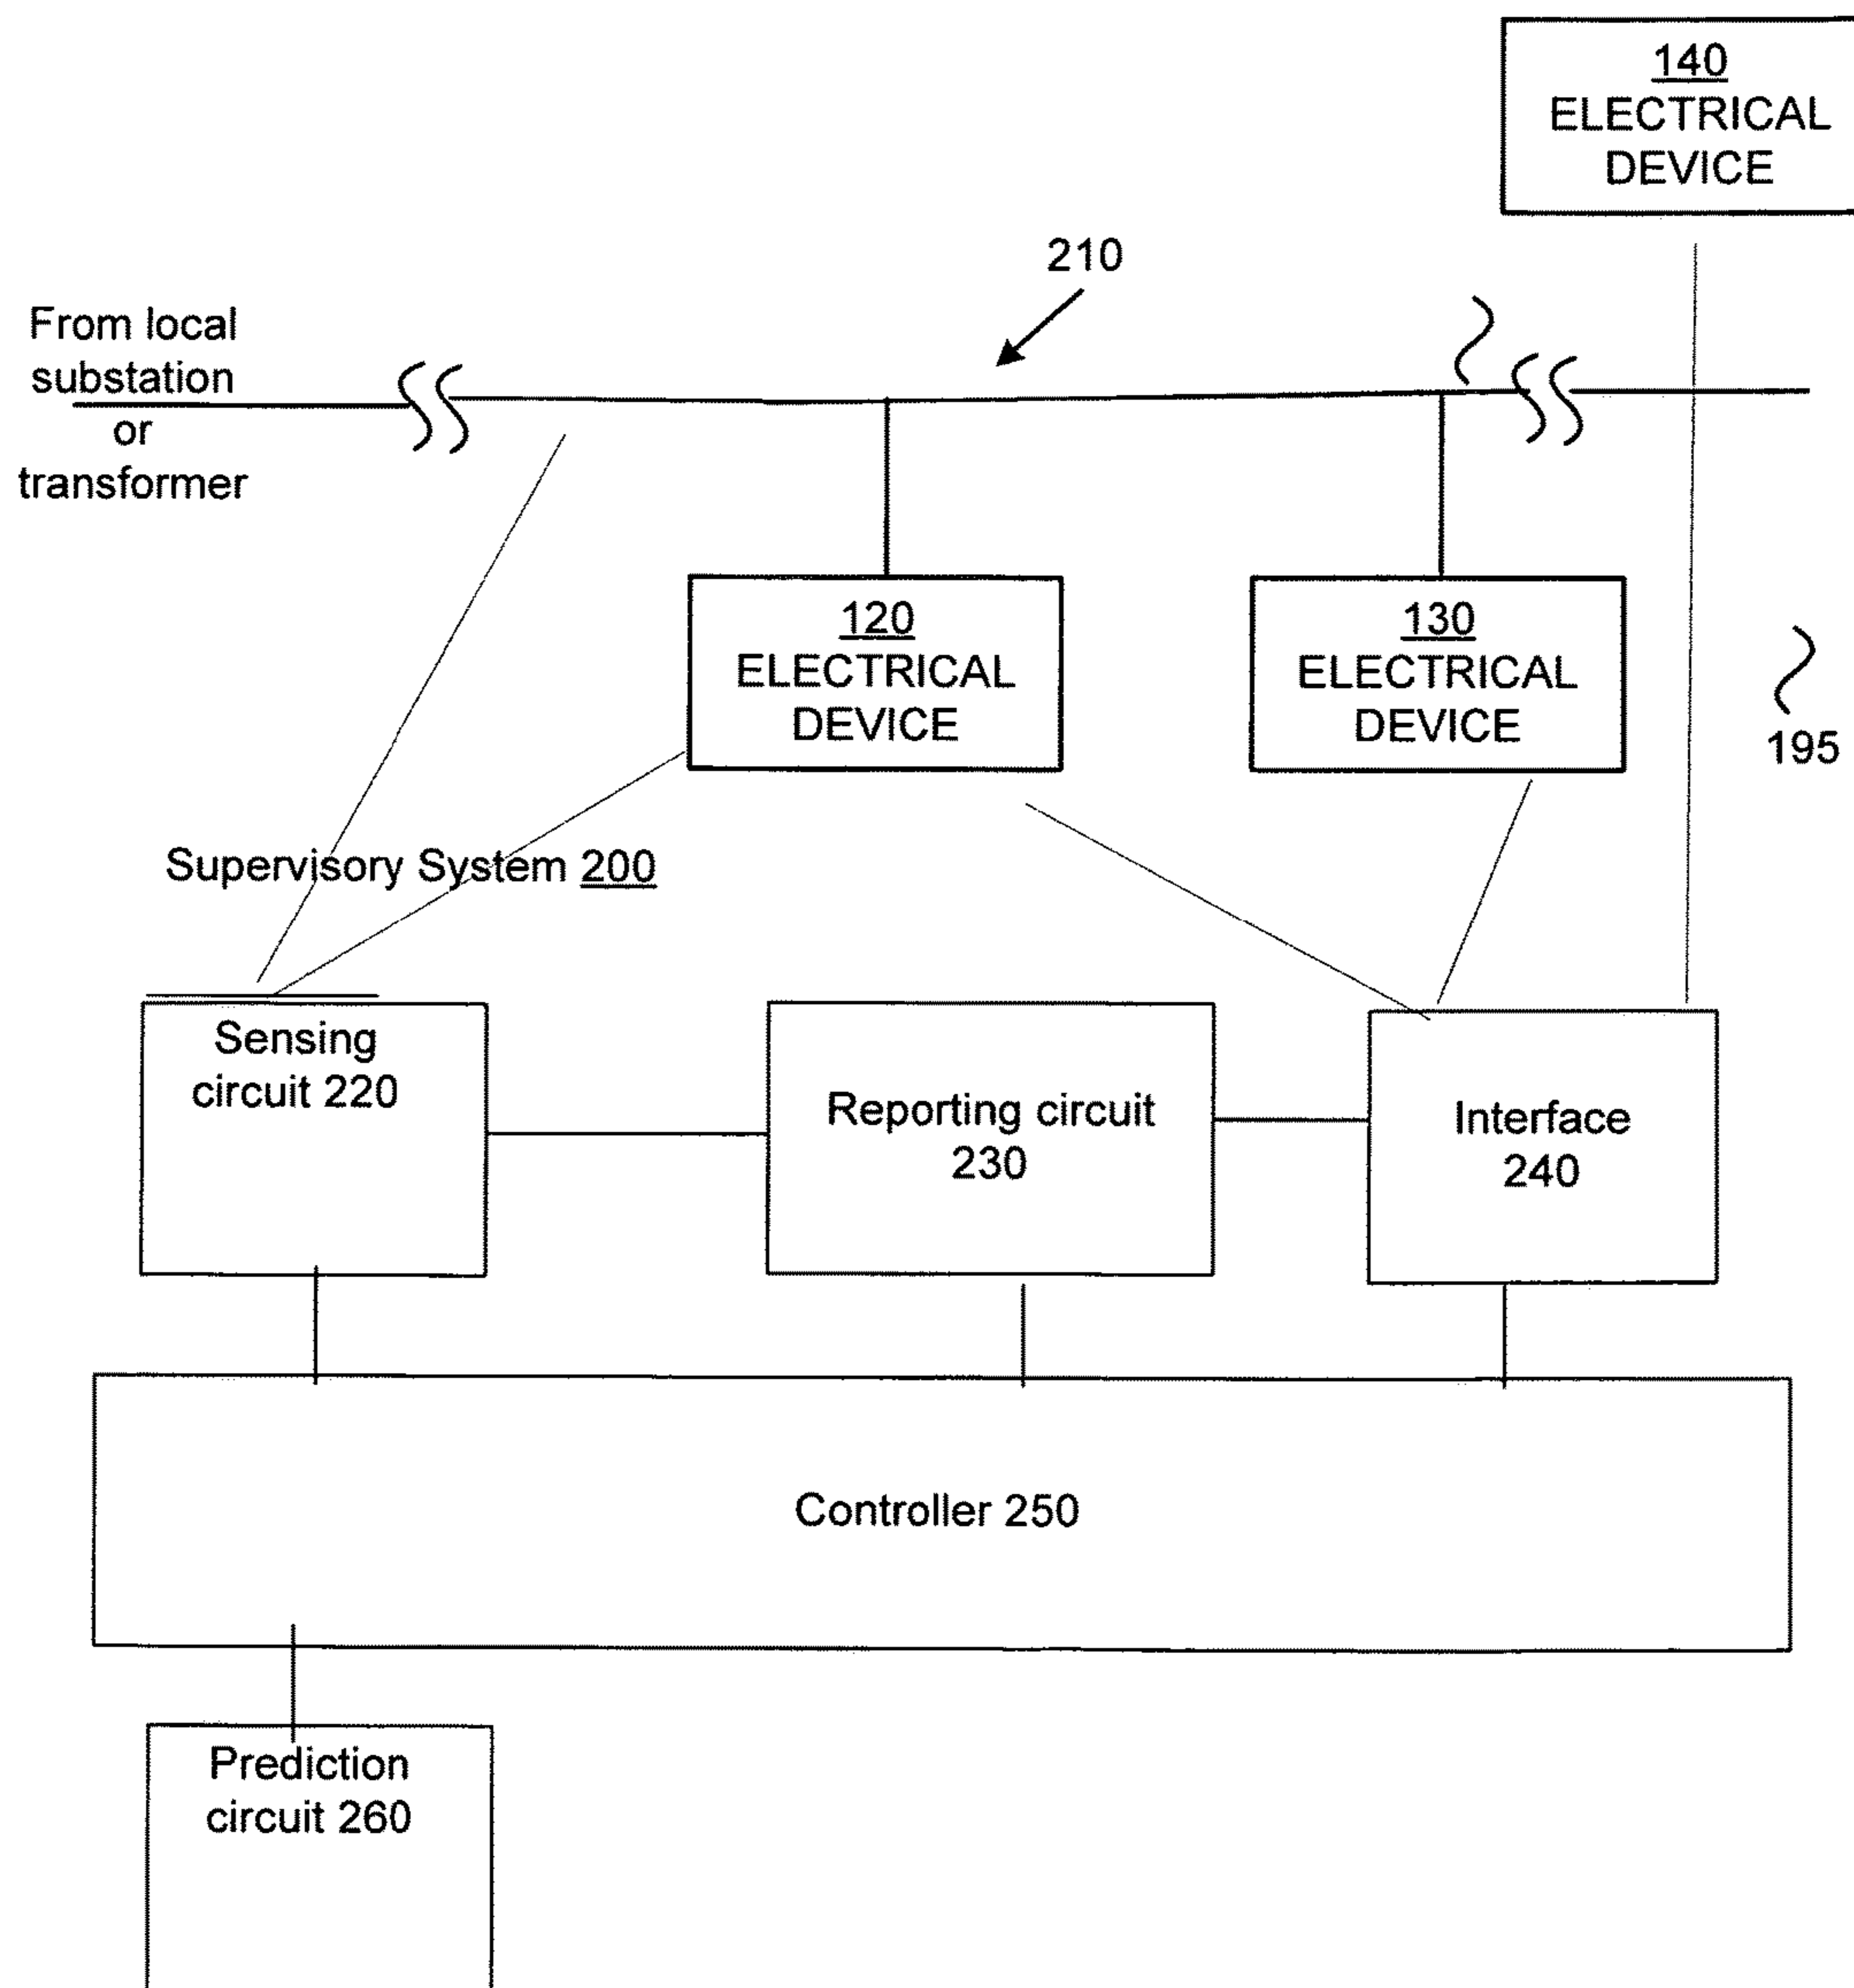 140
ELECTRICAL
DEVICE
210
From local
substation
or
transformer
120
ELECTRICAL
DEVICE
130
ELECTRICAL
DEVICE
195
Supervisory System 200
Sensing
circuit 220
Reporting circuit
230
Interface
240
Controller 250
Prediction
circuit 260